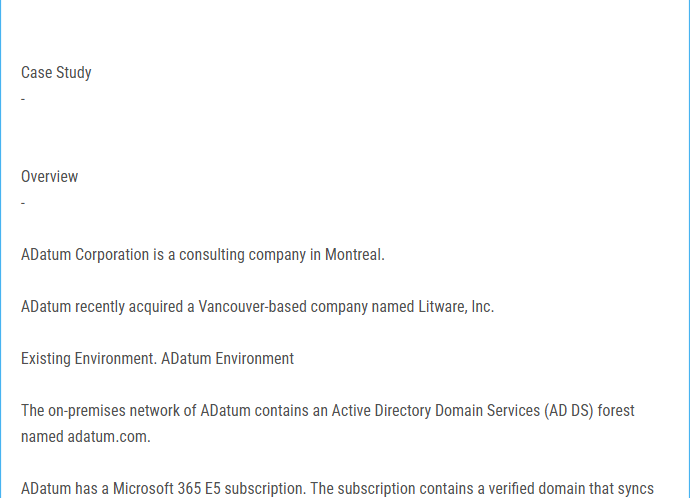 Case Study
-
Overview
-
ADatum Corporation is a consulting company in Montreal.
ADatum recently acquired a Vancouver-based company named Litware, Inc.
Existing Environment. ADatum Environment
The on-premises network of ADatum contains an Active Directory Domain Services (AD DS) forest
named adatum.com.
ADatum has a Microsoft 365 E5 subscription. The subscription contains a verified domain that syncs